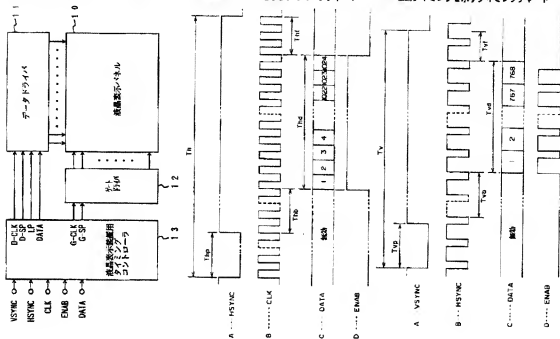 11
データドライバ
10
液晶表示パネル
ゲートドライバ
12
D-CLK
D-SP
LP
DATA
G-CLK
G-SP
液晶表示装置用
タイミング
コントローラ
13
VSYNC
HSYNC
CLK
ENAB
DATA
Th
Thp
A ... HSYNC
Thb
Thd
Thf
B ...... CLK
無効
1 2 3 4
C ... DATA
D ... ENAB
Tv
Tvp
A VSYNC
Tvb
Tvd
Tvf
B ... HSYNC
無効
1 2 767 768
C ..... DATA
D ..... ENAB